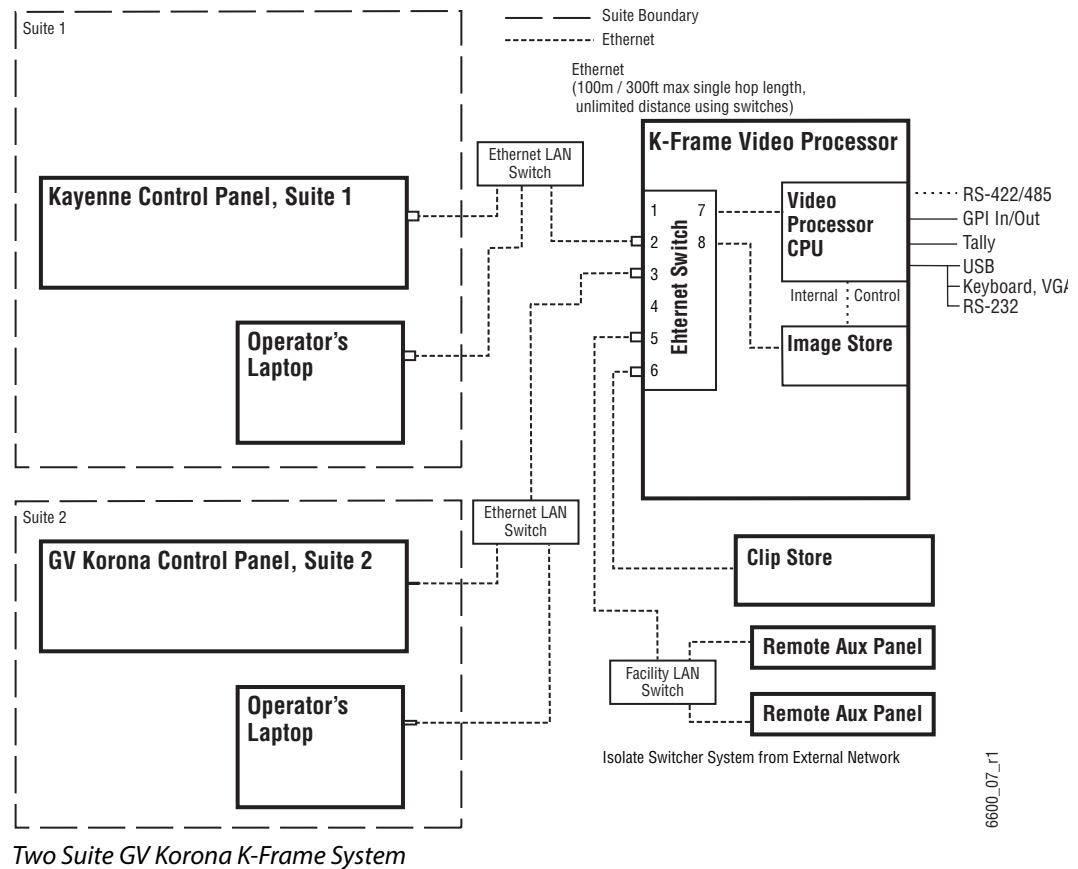 Suite 1
Suite Boundary
Ethernet
Ethernet
(100m / 300ft max single hop length,
unlimited distance using switches)
Kayenne Control Panel, Suite 1
Operator's
Laptop
Ethernet LAN
Switch
K-Frame Video Processor
1 7
2 8
3
4
5
6
Ehternet Switch
Video
Processor
CPU
Internal Control
Image Store
RS-422/485
GPI In/Out
Tally
USB
Keyboard, VGA
RS-232
Suite 2
GV Korona Control Panel, Suite 2
Operator's
Laptop
Ethernet LAN
Switch
Clip Store
Remote Aux Panel
Facility LAN
Switch
Remote Aux Panel
Isolate Switcher System from External Network
6600_07_r1
Two Suite GV Korona K-Frame System